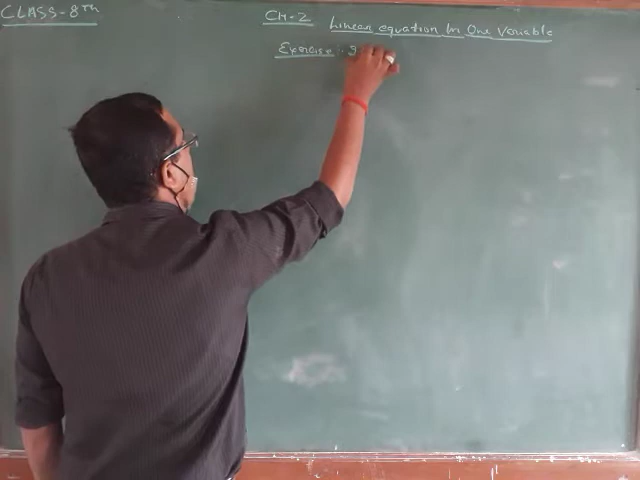 CLASS-8TH
CH-2 Linear equation In One Variable
Exercise :-